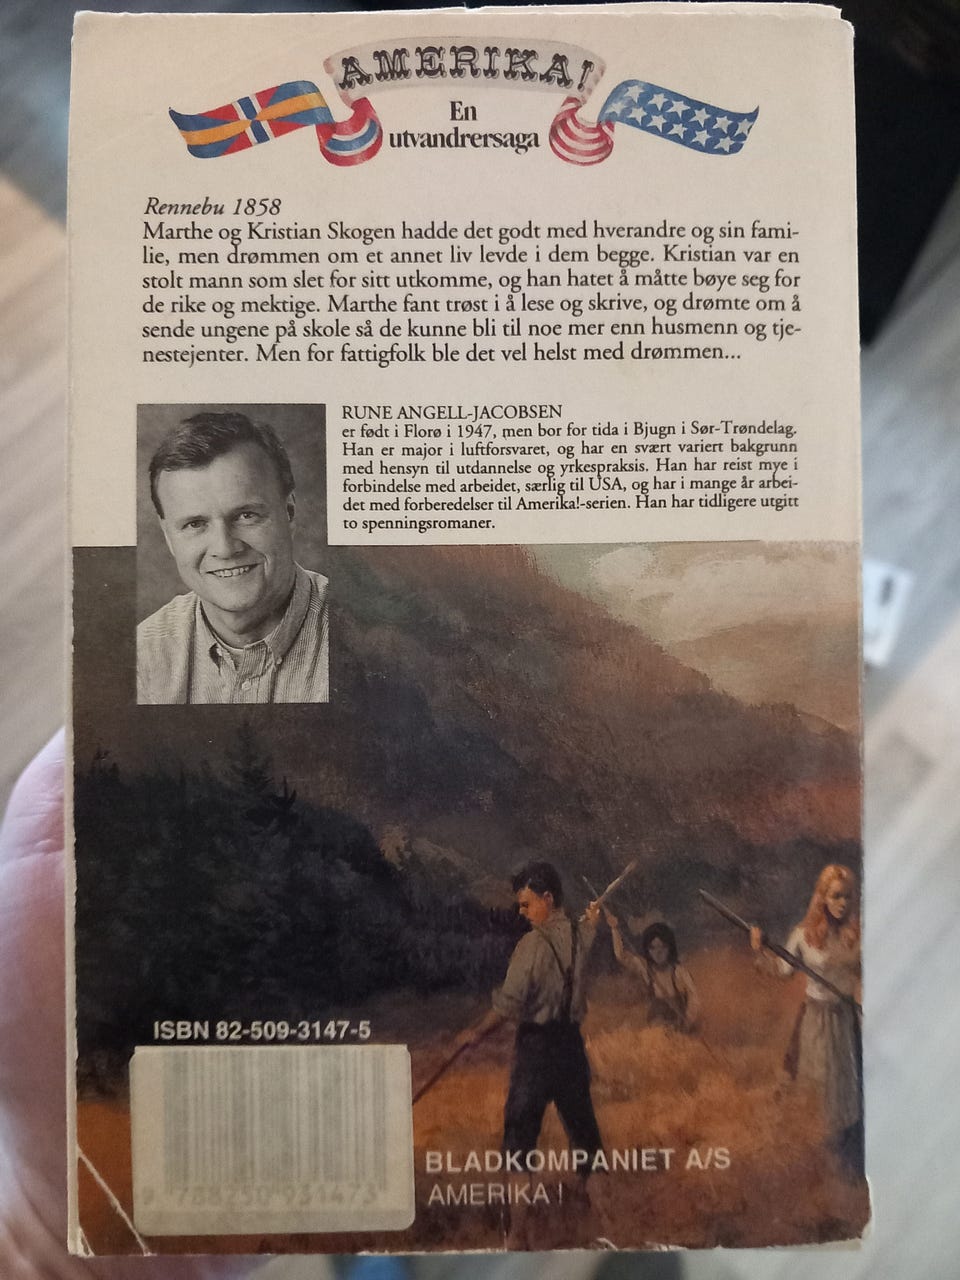 AMERIKA!
En
utvandrersaga
Rennebu 1858
Marthe og Kristian Skogen hadde det godt med hverandre og sin fami-
lie, men drømmen om et annet liv levde i dem begge. Kristian var en
stolt mann som slet for sitt utkomme, og han hatet å måtte bøye seg for
de rike og mektige. Marthe fant trøst i å lese og skrive, og drømte om å
sende ungene på skole så de kunne bli til noe mer enn husmenn og tje-
nestejenter. Men for fattigfolk ble det vel helst med drømmen...
RUNE ANGELL-JACOBSEN
er født i Florø i 1947, men bor for tida i Bjugn i Sør-Trøndelag.
Han er major i luftforsvaret, og har en svært variert bakgrunn
med hensyn til utdannelse og yrkespraksis. Han har reist mye i
forbindelse med arbeidet, særlig til USA, og har i mange år arbei-
det med forberedelser til Amerika!-serien. Han har tidligere utgitt
to spenningsromaner.
ISBN 82-509-3147-5
9 788250 931473
BLADKOMPANIET A/S
AMERIKA !